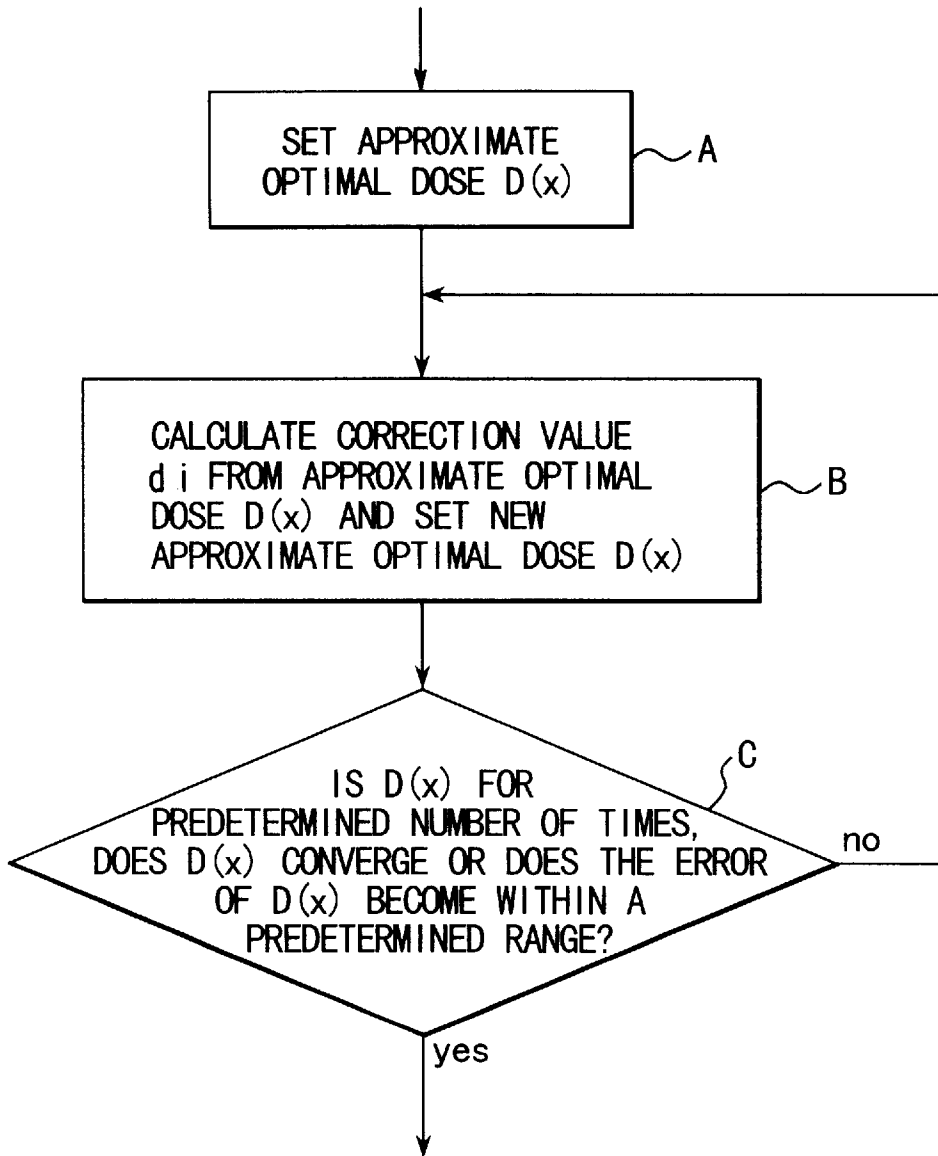 SET APPROXIMATE
OPTIMAL DOSE D(x)
A
CALCULATE CORRECTION VALUE
di FROM APPROXIMATE OPTIMAL
DOSE D(x) AND SET NEW
APPROXIMATE OPTIMAL DOSE D(x)
B
C
IS D(x) FOR
PREDETERMINED NUMBER OF TIMES,
DOES D(x) CONVERGE OR DOES THE ERROR
OF D(x) BECOME WITHIN A
PREDETERMINED RANGE?
no
yes